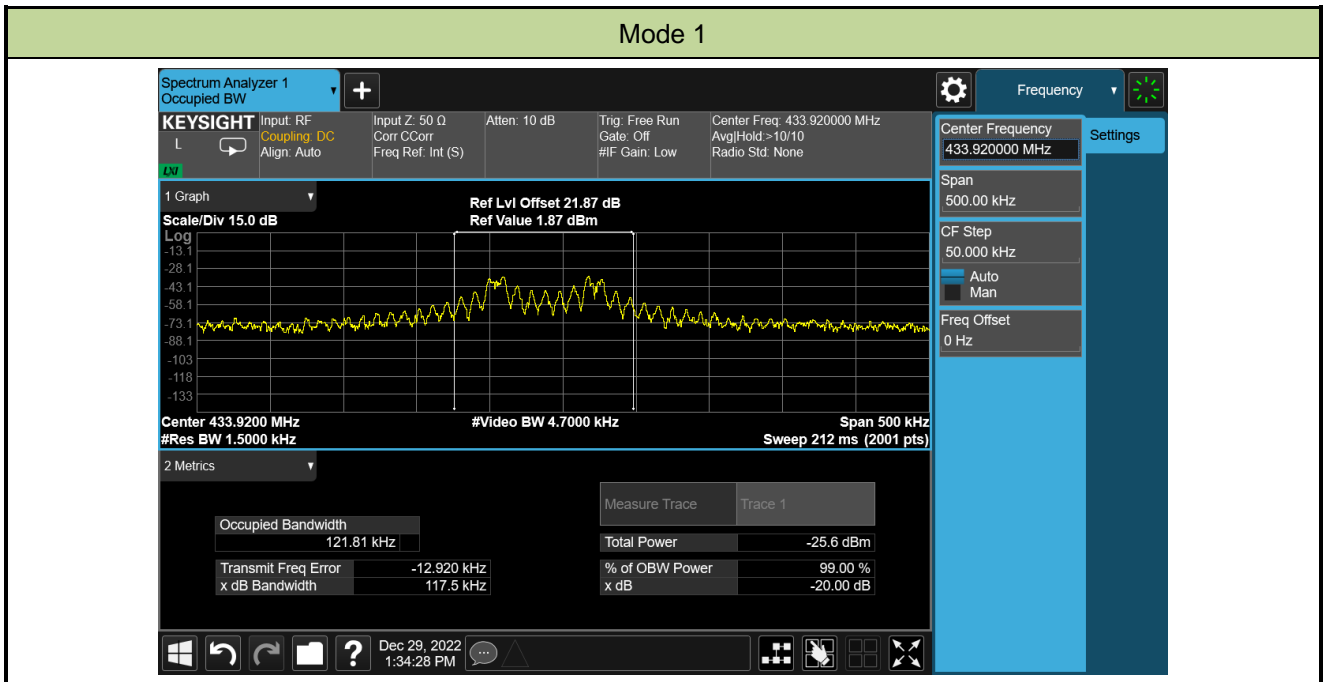 Mode 1
Spectrum Analyzer 1
Occupied BW
Frequency
KEYSIGHT
L
LXI
Input: RF
Coupling: DC
Align: Auto
Input Z: 50 Ω
Corr CCorr
Freq Ref: Int (S)
Atten: 10 dB
Trig: Free Run
Gate: Off
#IF Gain: Low
Center Freq: 433.920000 MHz
Avg|Hold:>10/10
Radio Std: None
Center Frequency
433.920000 MHz
Settings
Span
500.00 kHz
CF Step
50.000 kHz
Auto
Man
Freq Offset
0 Hz
1 Graph
Scale/Div 15.0 dB
Ref Lvl Offset 21.87 dB
Ref Value 1.87 dBm
Log
-13.1
-28.1
-43.1
-58.1
-73.1
-88.1
-103
-118
-133
Center 433.9200 MHz
#Video BW 4.7000 kHz
Span 500 kHz
#Res BW 1.5000 kHz
Sweep 212 ms (2001 pts)
2 Metrics
Measure Trace
Trace 1
Occupied Bandwidth
121.81 kHz
Total Power
-25.6 dBm
Transmit Freq Error
-12.920 kHz
% of OBW Power
99.00 %
x dB Bandwidth
117.5 kHz
x dB
-20.00 dB
?
Dec 29, 2022
1:34:28 PM